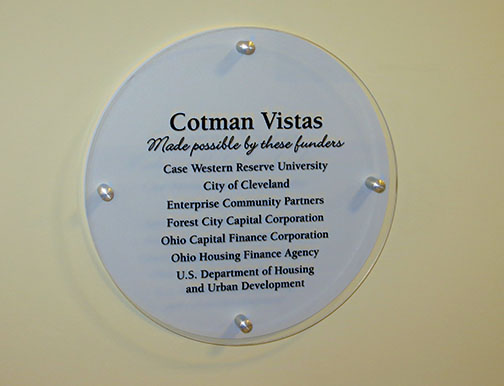 Cotman Vistas
Made possible by these funders
Case Western Reserve University
City of Cleveland
Enterprise Community Partners
Forest City Capital Corporation
Ohio Capital Finance Corporation
Ohio Housing Finance Agency
U.S. Department of Housing
and Urban Development